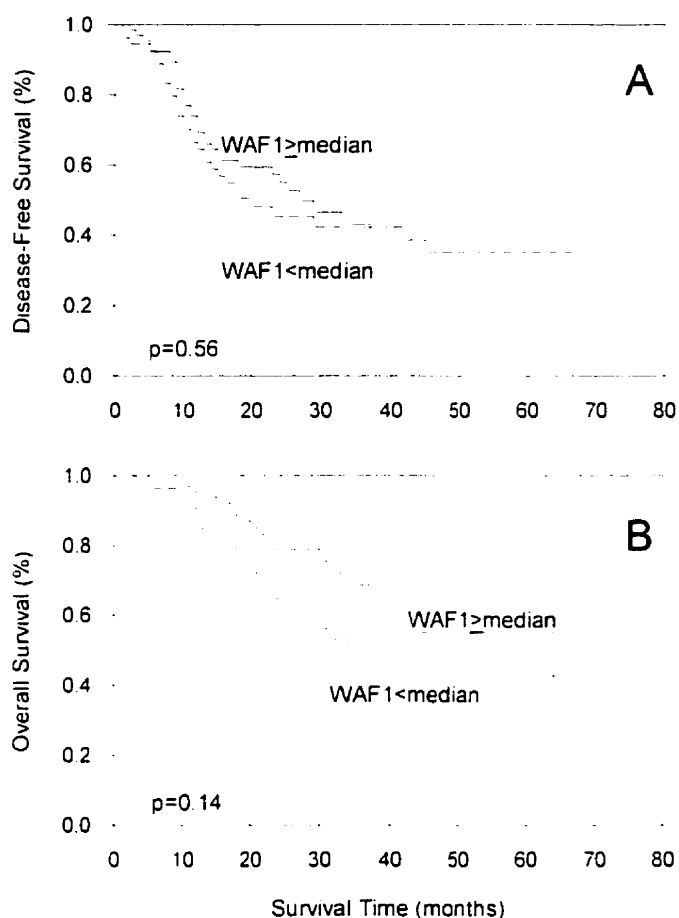 1.0
0.8
0.6
0.4
0.2
0.0
Disease-Free Survival (%)
A
WAF1≥median
WAF1<median
p=0.56
0 10 20 30 40 50 60 70 80
1.0
0.8
0.6
0.4
0.2
0.0
Overall Survival (%)
B
WAF1≥median
WAF1<median
p=0.14
0 10 20 30 40 50 60 70 80
Survival Time (months)